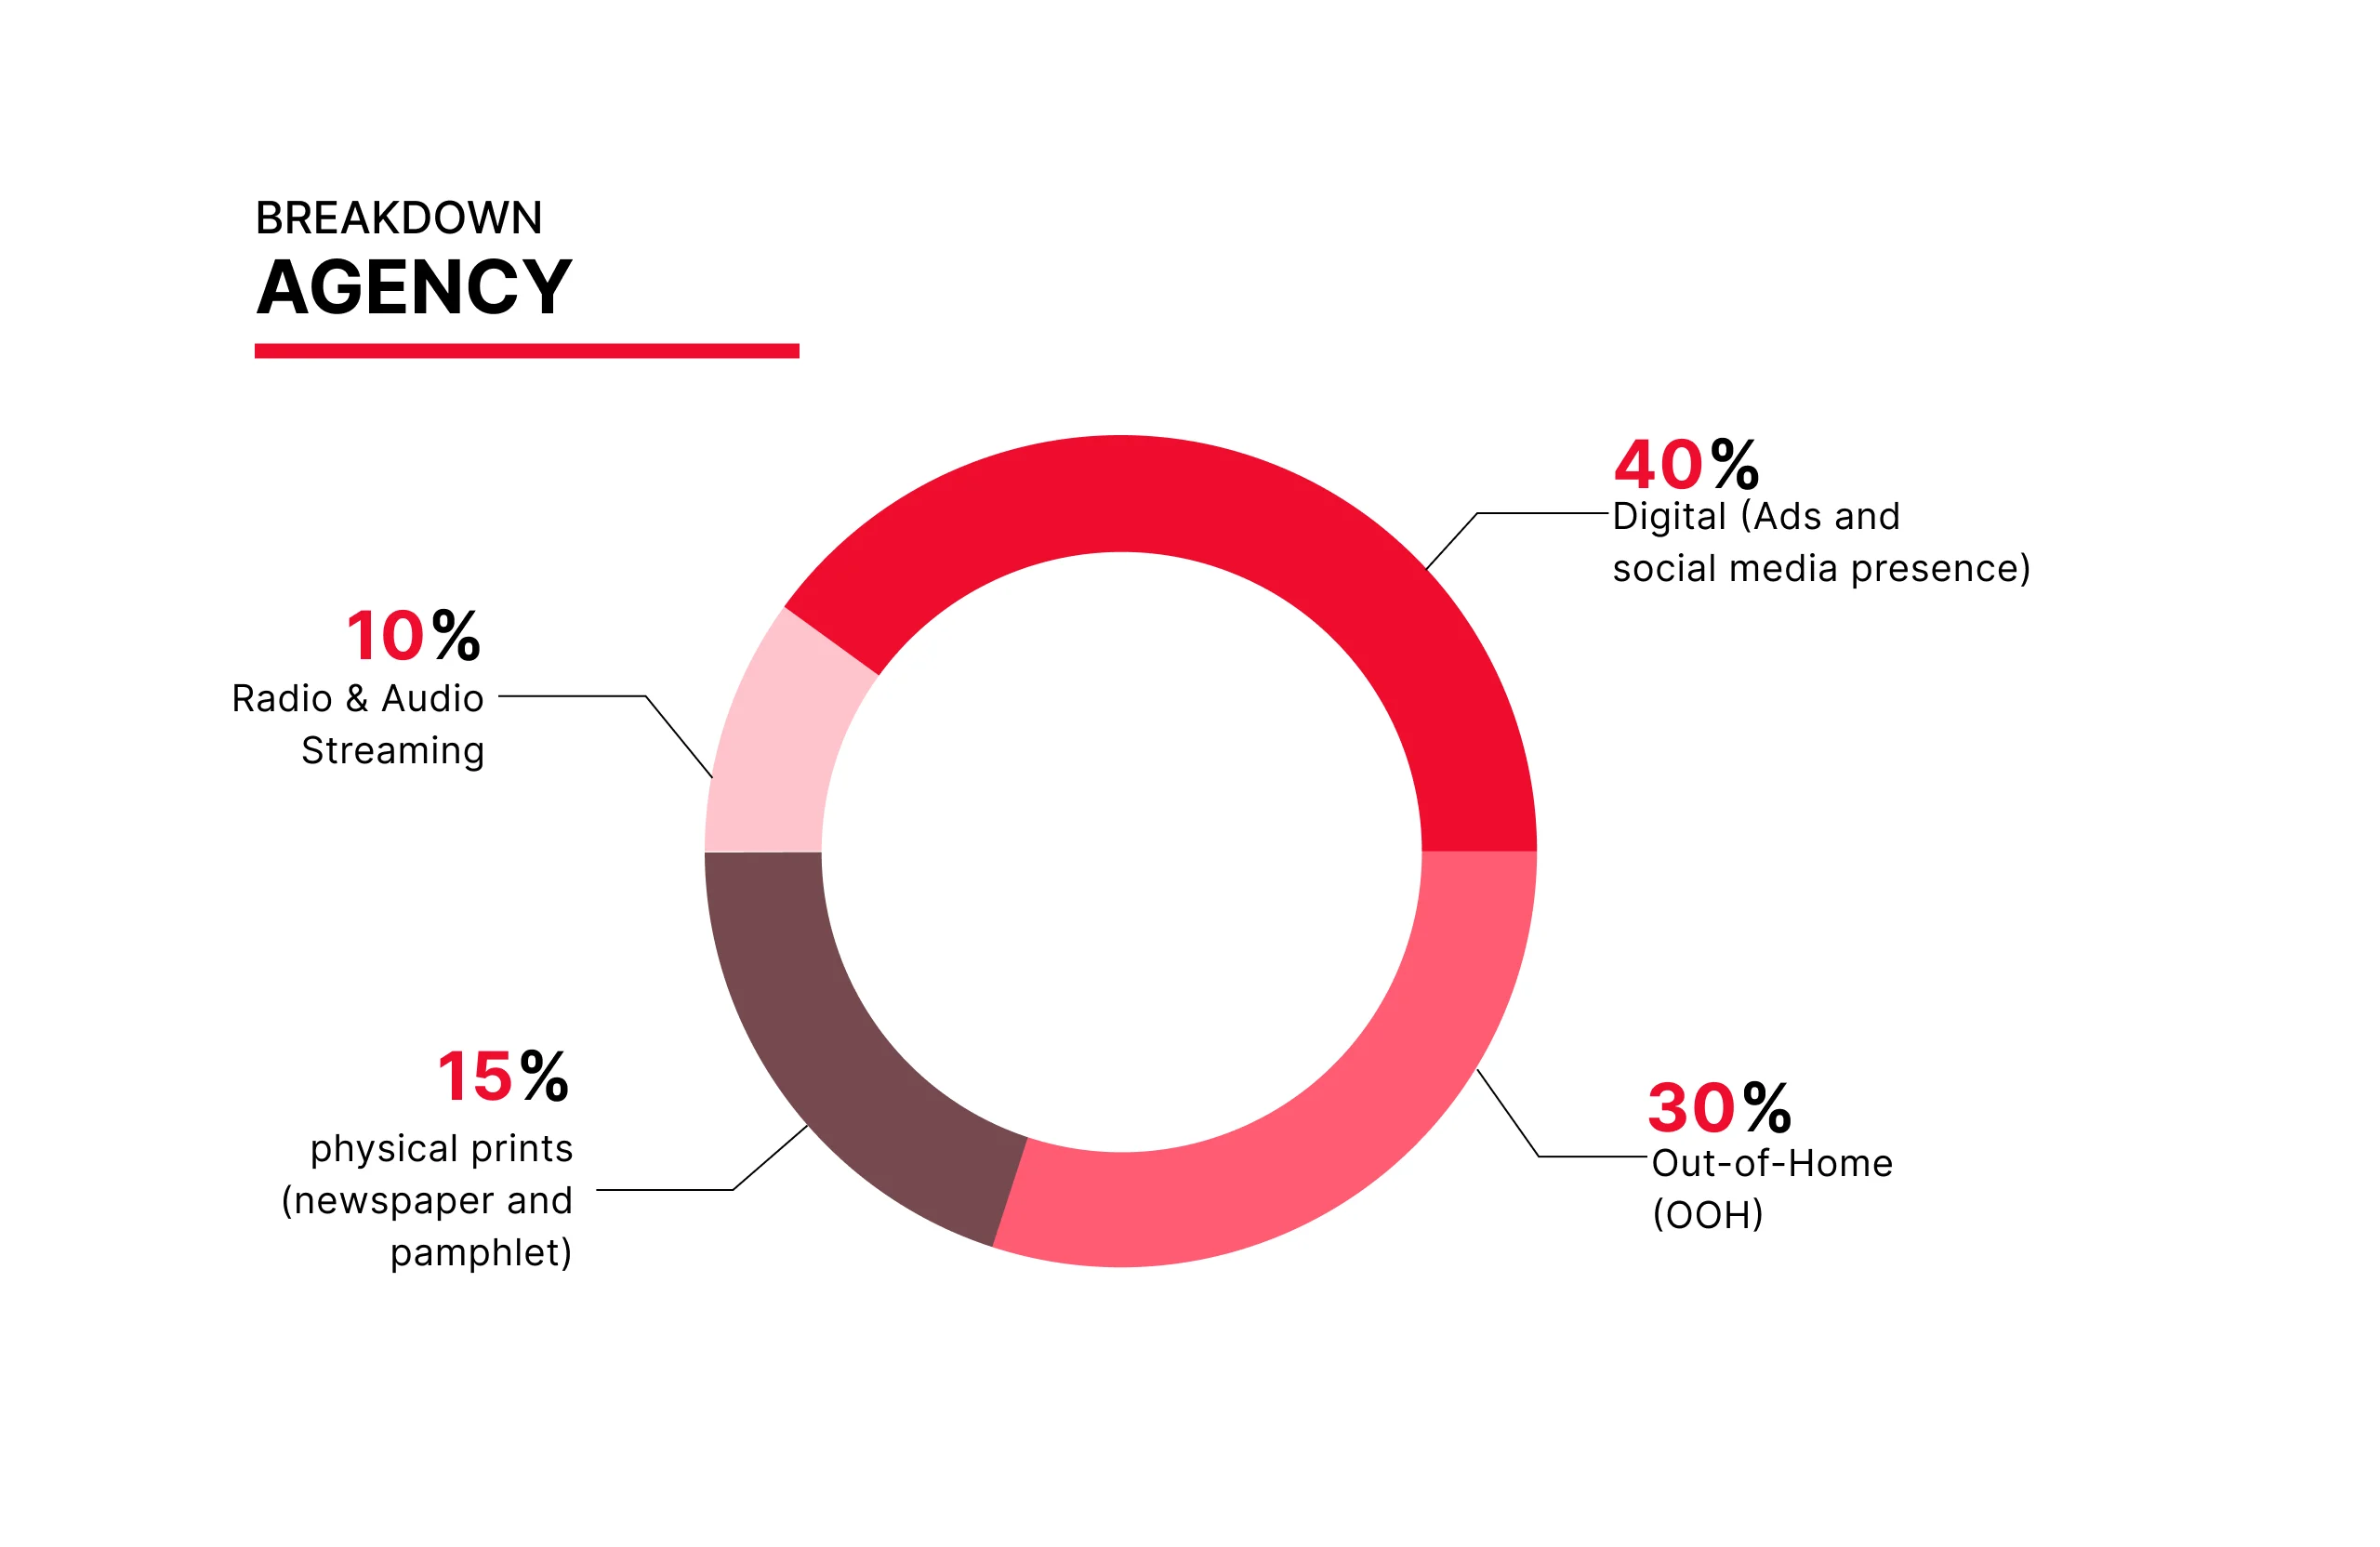 BREAKDOWN
AGENCY
40%
Digital (Ads and
social media presence)
10%
Radio & Audio
Streaming
15%
physical prints
(newspaper and
pamphlet)
30%
Out-of-Home
(OOH)